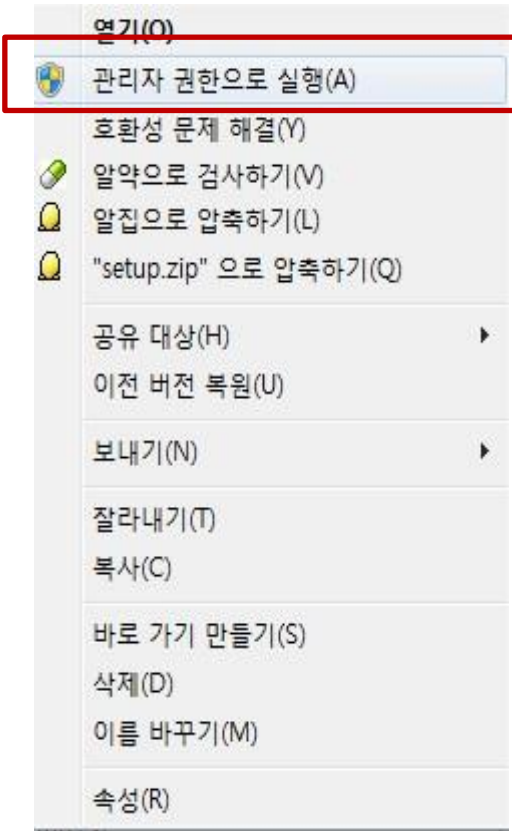 열기(O)
관리자 권한으로 실행(A)
호환성 문제 해결(Y)
알약으로 검사하기(V)
알집으로 압축하기(L)
"setup.zip" 으로 압축하기(Q)
공유 대상(H)
이전 버전 복원(U)
보내기(N)
잘라내기(T)
복사(C)
바로 가기 만들기(S)
삭제(D)
이름 바꾸기(M)
속성(R)